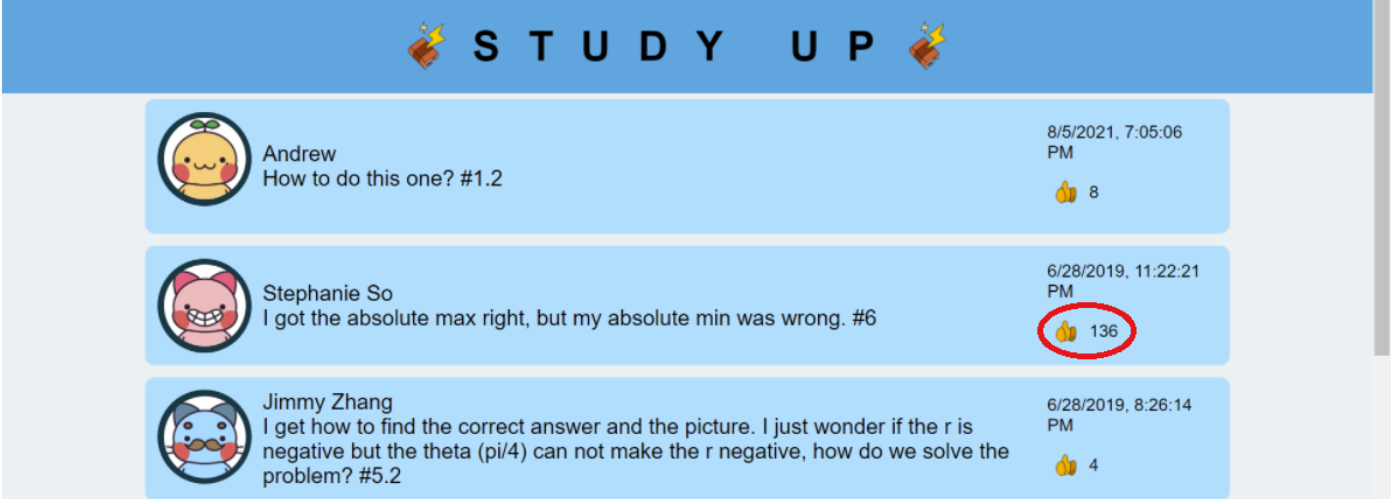 STUDY UP
Andrew
How to do this one? #1.2
8/5/2021, 7:05:06
PM
8
Stephanie So
I got the absolute max right, but my absolute min was wrong. #6
6/28/2019, 11:22:21
PM
136
Jimmy Zhang
I get how to find the correct answer and the picture. I just wonder if the r is
negative but the theta (pi/4) can not make the r negative, how do we solve the
problem? #5.2
6/28/2019, 8:26:14
PM
4